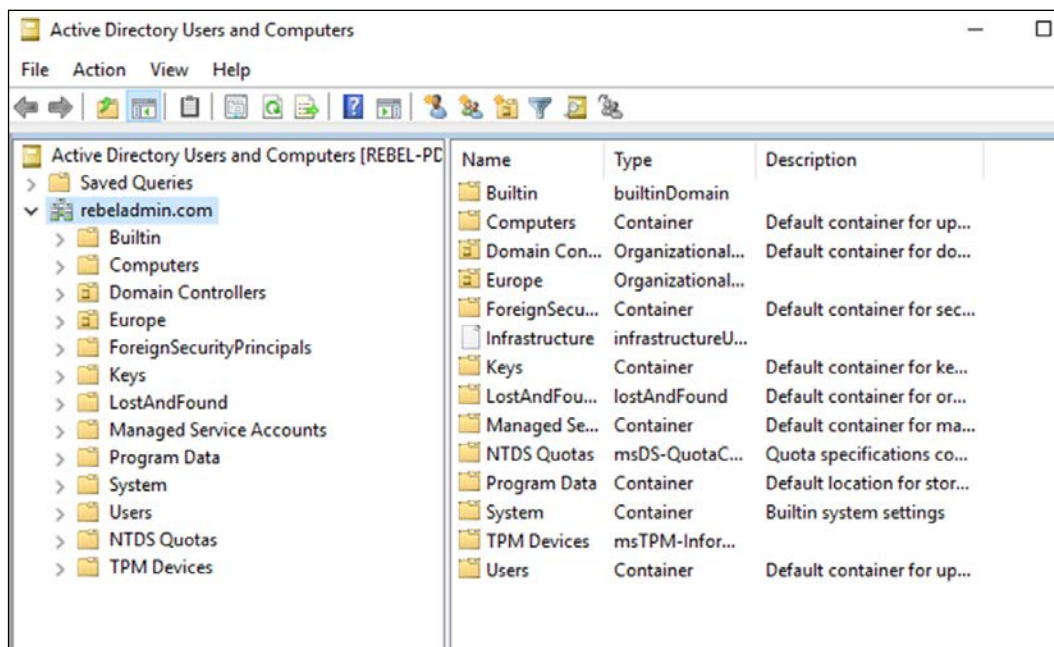 Active Directory Users and Computers
File Action View Help
Active Directory Users and Computers [REBEL-PD
Saved Queries
rebeladmin.com
Builtin
Computers
Domain Controllers
Europe
ForeignSecurityPrincipals
Keys
LostAndFound
Managed Service Accounts
Program Data
System
Users
NTDS Quotas
TPM Devices
Name Type Description
Builtin builtinDomain
Computers Container Default container for up...
Domain Con... Organizational... Default container for do...
Europe Organizational...
ForeignSecu... Container Default container for sec...
Infrastructure infrastructureU...
Keys Container Default container for ke...
LostAndFou... lostAndFound Default container for or...
Managed Se... Container Default container for ma...
NTDS Quotas msDS-QuotaC... Quota specifications co...
Program Data Container Default location for stor...
System Container Builtin system settings
TPM Devices msTPM-Infor...
Users Container Default container for up...